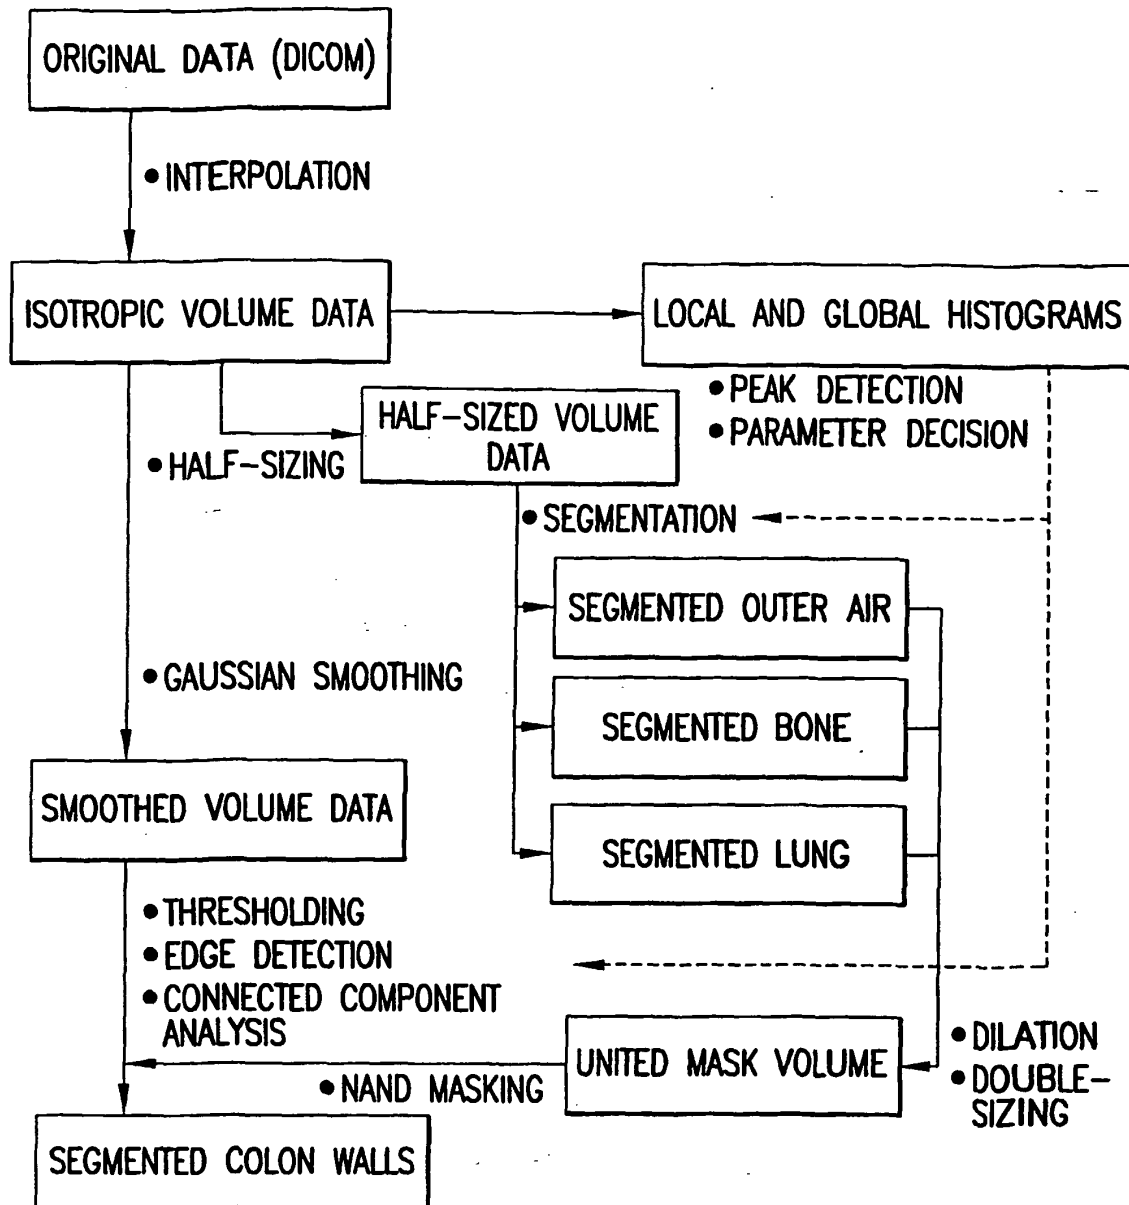 ORIGINAL DATA (DICOM)
• INTERPOLATION
ISOTROPIC VOLUME DATA
LOCAL AND GLOBAL HISTOGRAMS
• PEAK DETECTION
• PARAMETER DECISION
HALF-SIZED VOLUME
DATA
• HALF-SIZING
• SEGMENTATION
SEGMENTED OUTER AIR
• GAUSSIAN SMOOTHING
SEGMENTED BONE
SMOOTHED VOLUME DATA
SEGMENTED LUNG
• THRESHOLDING
• EDGE DETECTION
• CONNECTED COMPONENT
ANALYSIS
UNITED MASK VOLUME
• DILATION
• DOUBLE-
SIZING
• NAND MASKING
SEGMENTED COLON WALLS